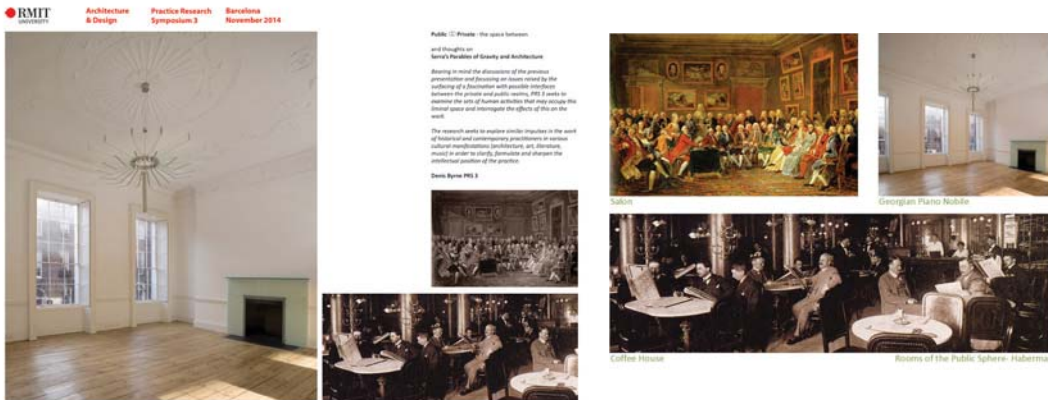 RMIT
UNIVERSITY
Architecture
& Design
Practice Research
Symposium 3
Barcelona
November 2014
Public Private - the space between
and thoughts on
Serra's Parables of Gravity and Architecture
Bearing in mind the discussions of the previous
presentation and focussing on issues raised by the
surfacing of a fascination with possible interfaces
between the private and public realms, PRS 3 seeks to
examine the sets of human activities that may occupy this
liminal space and interrogate the effects of this on the
work.
The research seeks to explore similar impulses in the work
of historical and contemporary practitioners in various
cultural manifestations (architecture, art, literature,
music) in order to clarify, formulate and sharpen the
intellectual position of the practice.
Denis Byrne PRS 3
Salon
Georgian Piano Nobile
Coffee House
Rooms of the Public Sphere- Haberma